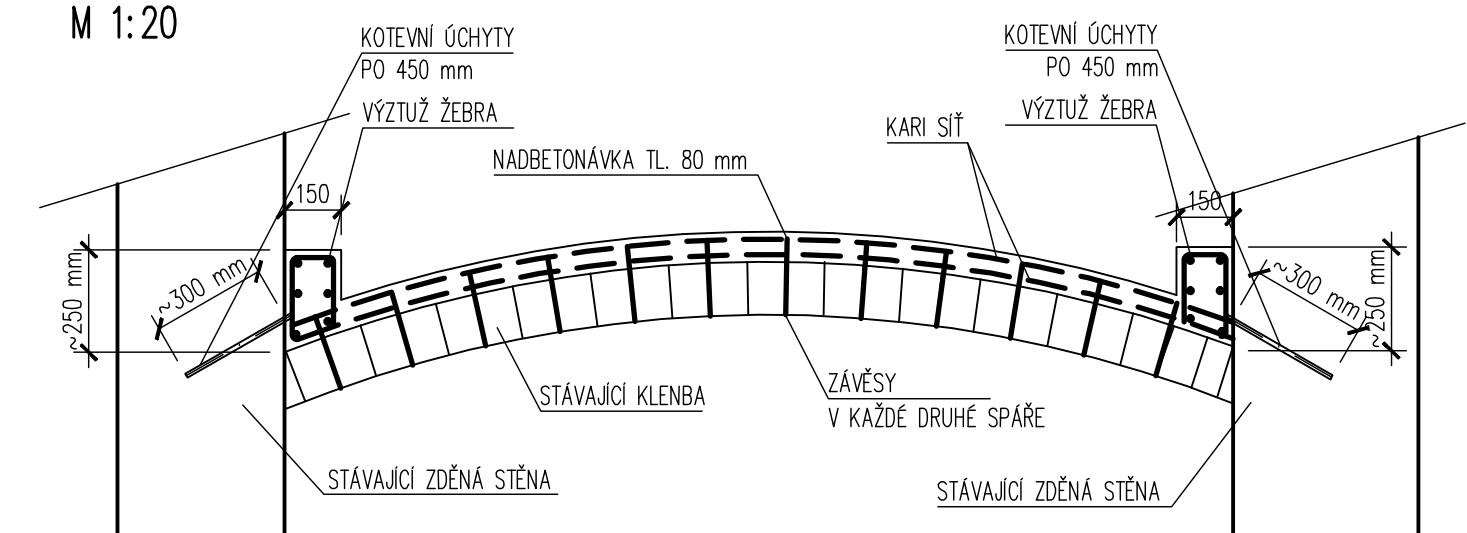 M 1:20
KOTEVNÍ ÚCHYTY
PO 450 mm
VÝZTUŽ ŽEBRA
KOTEVNÍ ÚCHYTY
PO 450 mm
VÝZTUŽ ŽEBRA
KARI SÍŤ
NADBETONÁVKA TL. 80 mm
150
150
~250 mm
~300 mm
~300 mm
~250 mm
STÁVAJÍCÍ KLENBA
ZÁVĚSY
V KAŽDÉ DRUHÉ SPÁŘE
STÁVAJÍCÍ ZDĚNÁ STĚNA
STÁVAJÍCÍ ZDĚNÁ STĚNA